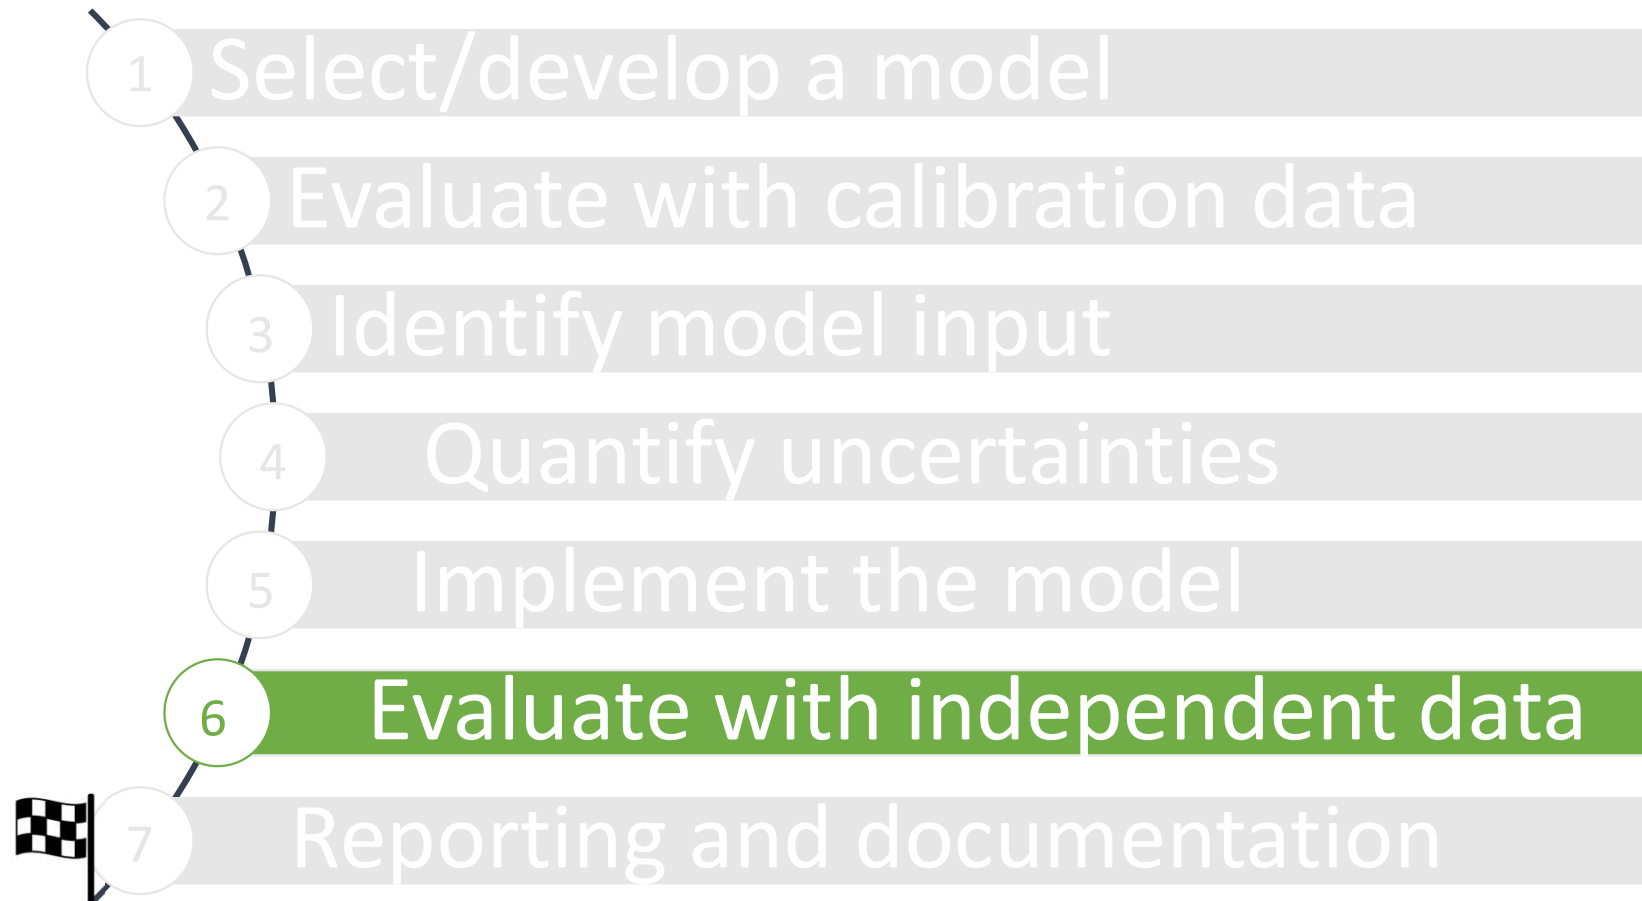 1 Select/develop a model
2 Evaluate with calibration data
3 Identify model input
4 Quantify uncertainties
5 Implement the model
6 Evaluate with independent data
7 Reporting and documentation